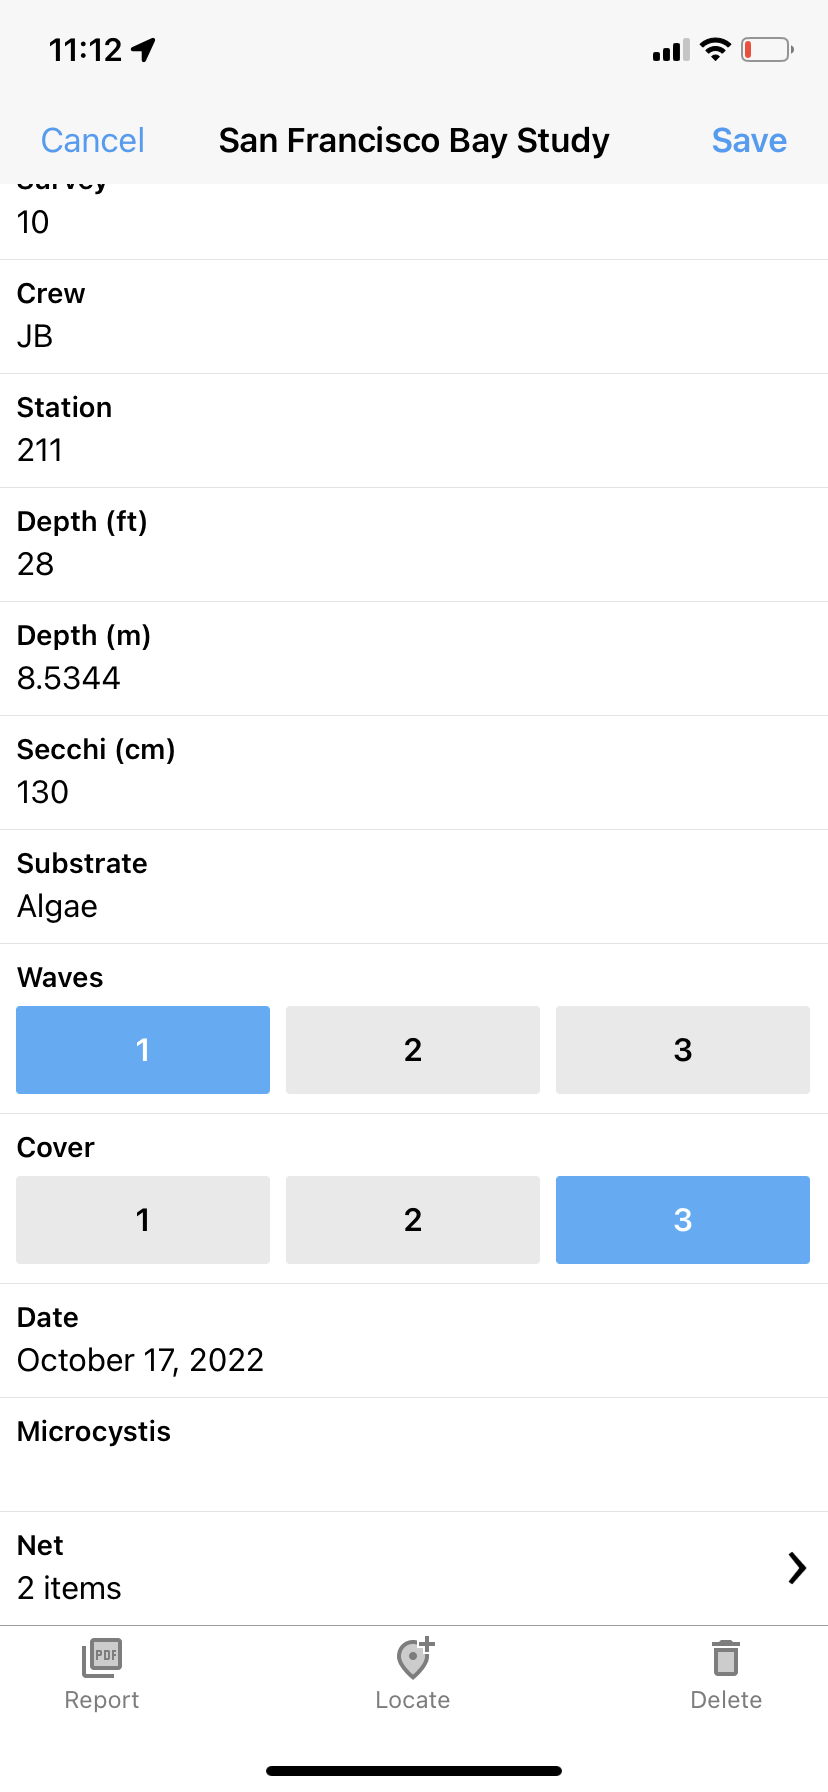 11:12
Cancel San Francisco Bay Study Save
Survey
10
Crew
JB
Station
211
Depth (ft)
28
Depth (m)
8.5344
Secchi (cm)
130
Substrate
Algae
Waves
1 2 3
Cover
1 2 3
Date
October 17, 2022
Microcystis
Net
2 items
PDF
Report Locate Delete